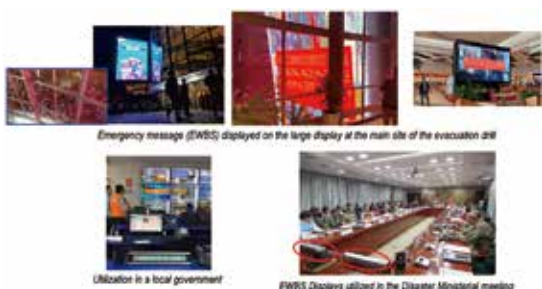 Emergency message (EWBS) displayed on the large display at the main site of the evacuation drill
Utilization in a local government
EWBS Displays utilized in the Disaster Ministerial meeting